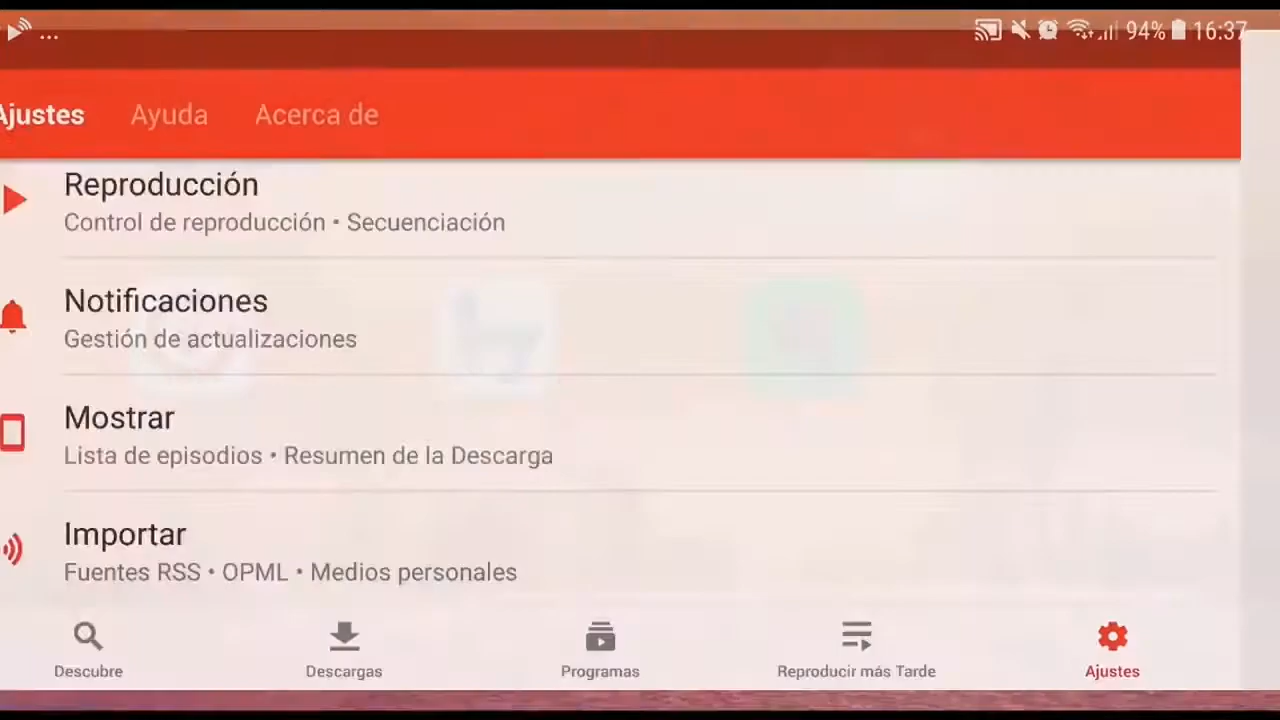 ... 94% 16:37
Ajustes Ayuda Acerca de
Reproducción
Control de reproducción • Secuenciación
Notificaciones
Gestión de actualizaciones
Mostrar
Lista de episodios • Resumen de la Descarga
Importar
Fuentes RSS • OPML • Medios personales
Descubre Descargas Programas Reproducir más Tarde Ajustes